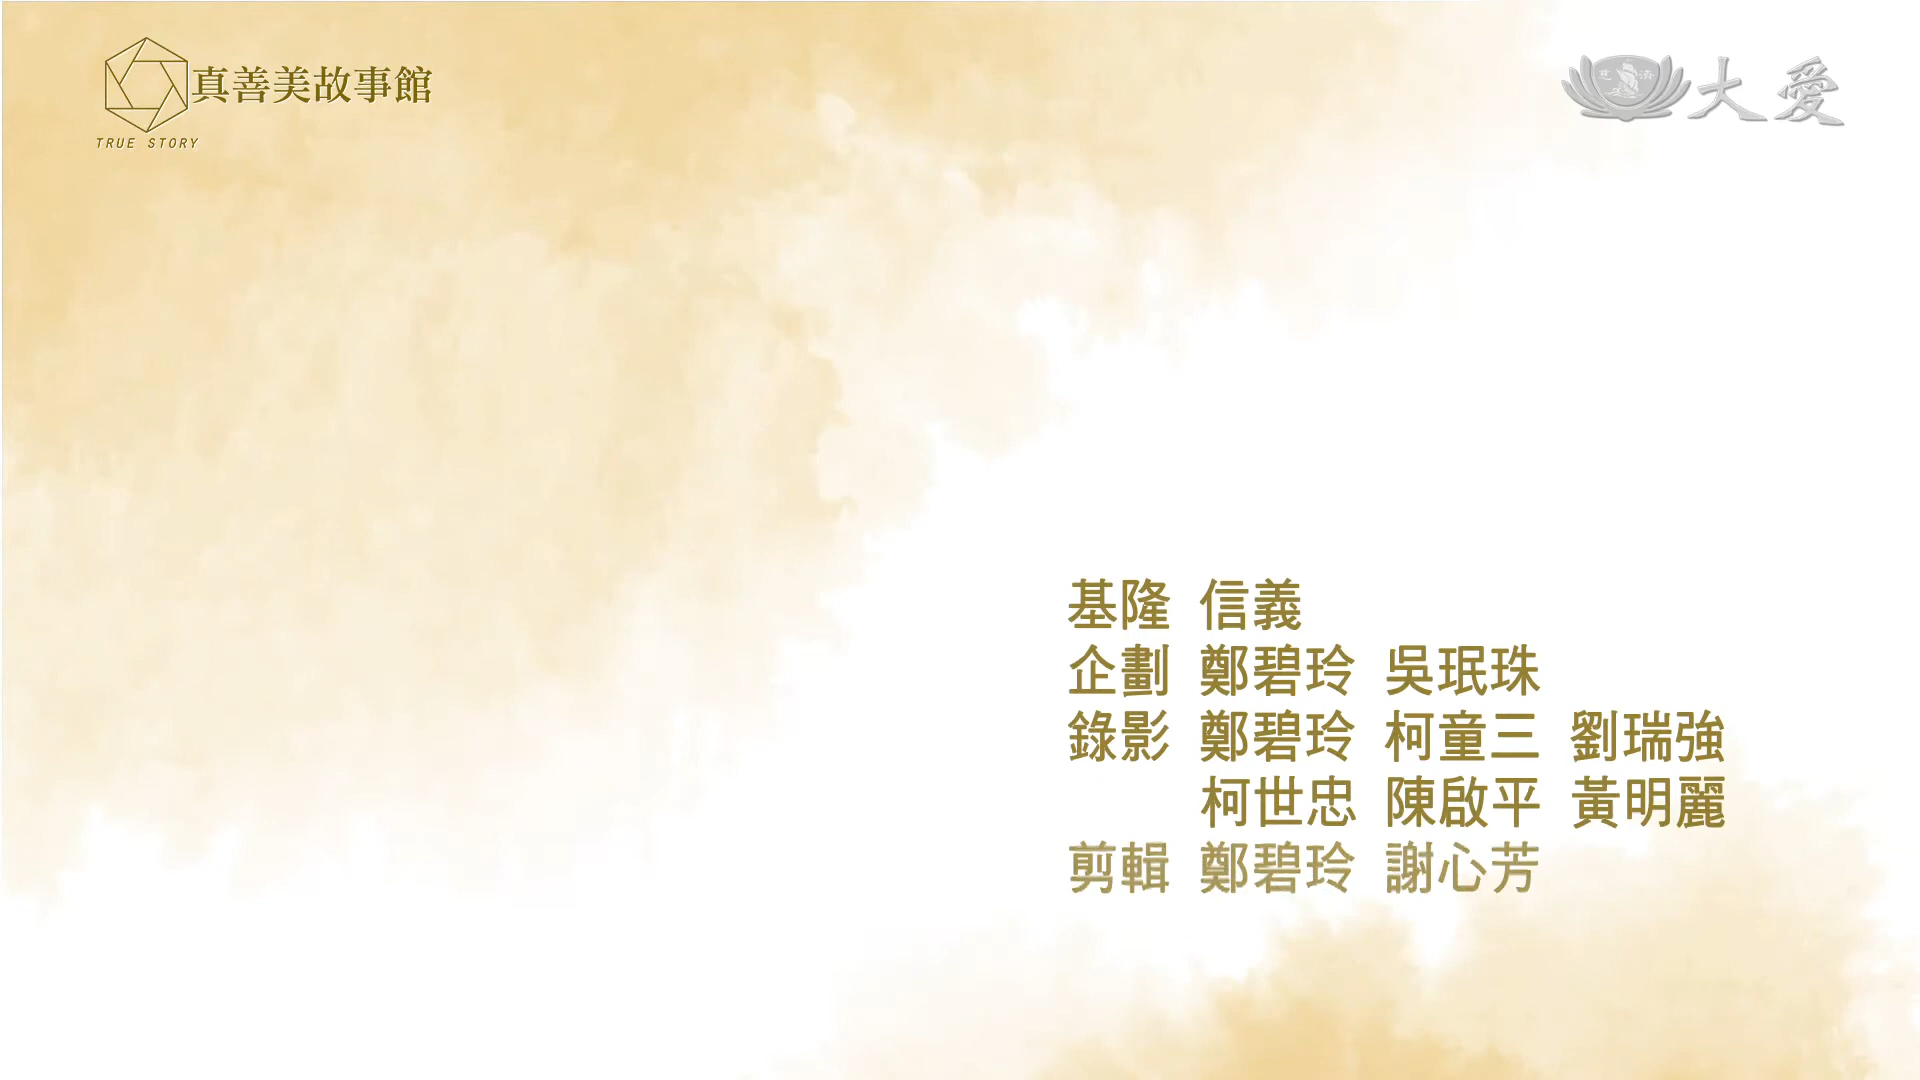 真善美故事館
TRUE STORY
慈濟
大愛
基隆 信義
企劃 鄭碧玲 吳珉珠
錄影 鄭碧玲 柯童三 劉瑞強
柯世忠 陳啟平 黃明麗
剪輯 鄭碧玲 謝心芳